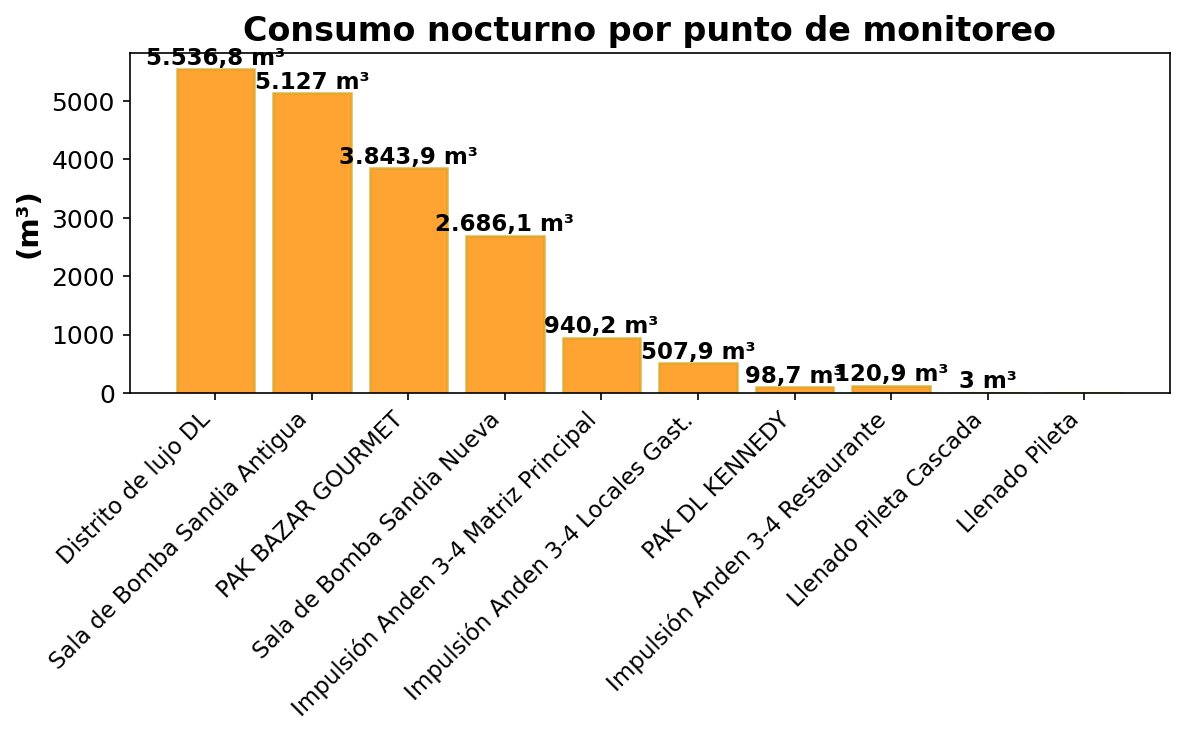 Consumo nocturno por punto de monitoreo
(m³)
5000
4000
3000
2000
1000
0
5.536,8 m³
5.127 m³
3.843,9 m³
2.686,1 m³
940,2 m³
507,9 m³
98,7 m³
120,9 m³
3 m³
Distrito de lujo DL
Sala de Bomba Sandia Antigua
PAK BAZAR GOURMET
Sala de Bomba Sandia Nueva
Impulsión Anden 3-4 Matriz Principal
Impulsión Anden 3-4 Locales Gast.
PAK DL KENNEDY
Impulsión Anden 3-4 Restaurante
Llenado Pileta Cascada
Llenado Pileta